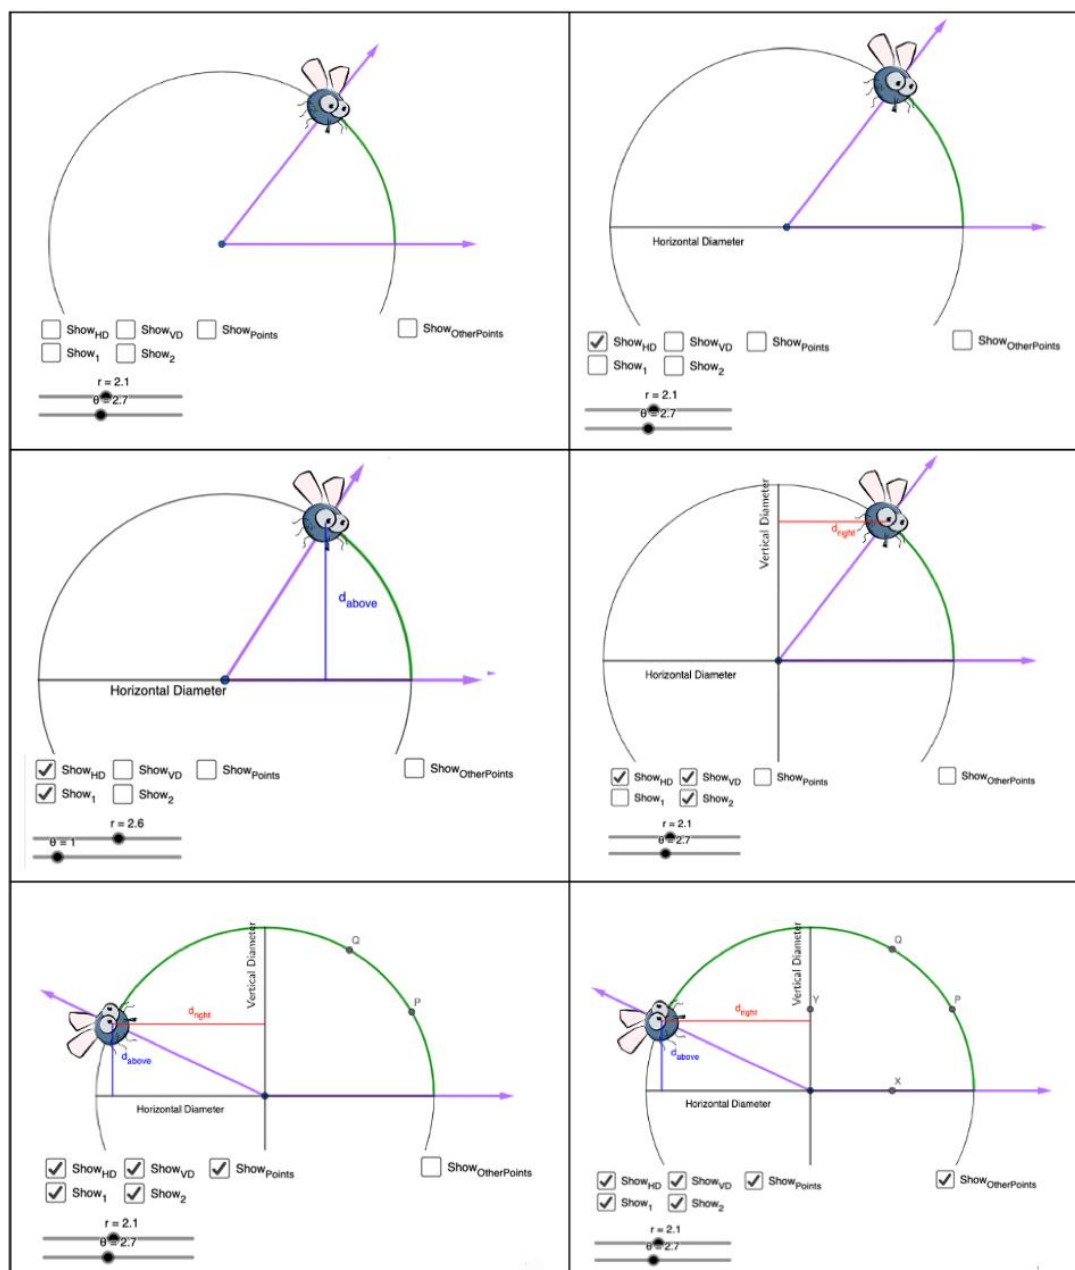 Show_HD Show_VD Show_Points Show_OtherPoints
Show_1 Show_2
r = 2.1
θ = 2.7
Horizontal Diameter
Show_HD Show_VD Show_Points Show_OtherPoints
Show_1 Show_2
r = 2.1
θ = 2.7
d_above
Horizontal Diameter
Show_HD Show_VD Show_Points Show_OtherPoints
Show_1 Show_2
r = 2.6
θ = 1
Vertical Diameter
d_right
Horizontal Diameter
Show_HD Show_VD Show_Points Show_OtherPoints
Show_1 Show_2
r = 2.1
θ = 2.7
Vertical Diameter
Q
P
d_right
d_above
Horizontal Diameter
Show_HD Show_VD Show_Points Show_OtherPoints
Show_1 Show_2
r = 2.1
θ = 2.7
Vertical Diameter
Q
Y
P
d_right
d_above
X
Horizontal Diameter
Show_HD Show_VD Show_Points Show_OtherPoints
Show_1 Show_2
r = 2.1
θ = 2.7